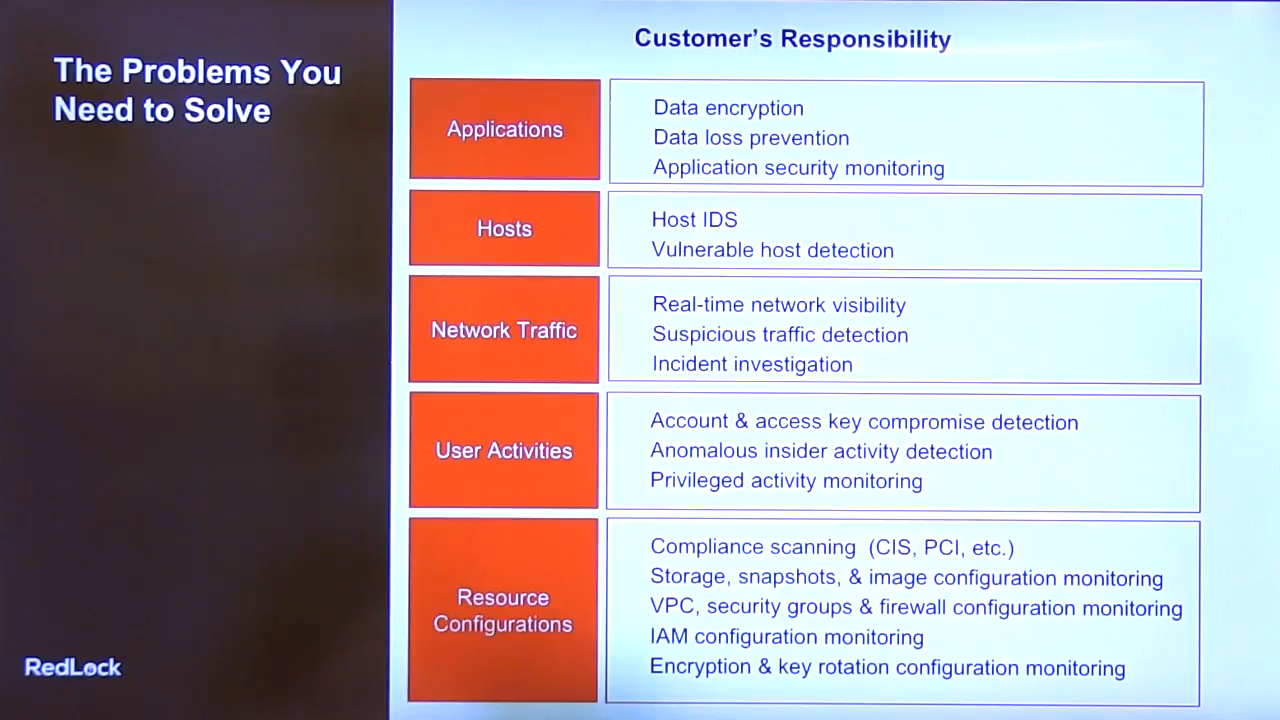 The Problems You
Need to Solve
Customer's Responsibility
Applications
Data encryption
Data loss prevention
Application security monitoring
Hosts
Host IDS
Vulnerable host detection
Network Traffic
Real-time network visibility
Suspicious traffic detection
Incident investigation
User Activities
Account & access key compromise detection
Anomalous insider activity detection
Privileged activity monitoring
Resource
Configurations
Compliance scanning (CIS, PCI, etc.)
Storage, snapshots, & image configuration monitoring
VPC, security groups & firewall configuration monitoring
IAM configuration monitoring
Encryption & key rotation configuration monitoring
RedLock